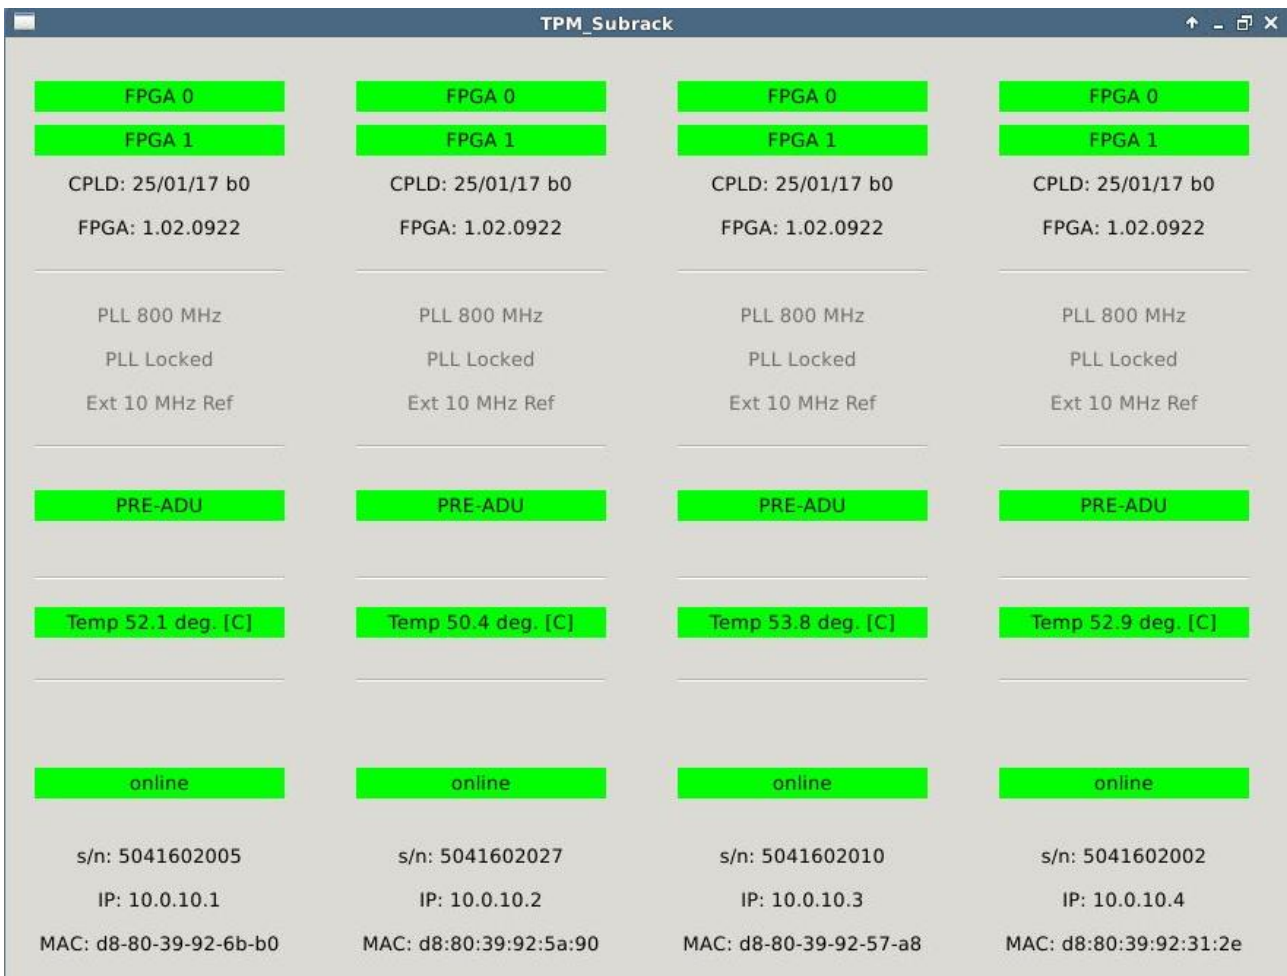 TPM_Subrack
FPGA 0 FPGA 0 FPGA 0 FPGA 0
FPGA 1 FPGA 1 FPGA 1 FPGA 1
CPLD: 25/01/17 b0 CPLD: 25/01/17 b0 CPLD: 25/01/17 b0 CPLD: 25/01/17 b0
FPGA: 1.02.0922 FPGA: 1.02.0922 FPGA: 1.02.0922 FPGA: 1.02.0922
PLL 800 MHz PLL 800 MHz PLL 800 MHz PLL 800 MHz
PLL Locked PLL Locked PLL Locked PLL Locked
Ext 10 MHz Ref Ext 10 MHz Ref Ext 10 MHz Ref Ext 10 MHz Ref
PRE-ADU PRE-ADU PRE-ADU PRE-ADU
Temp 52.1 deg. [C] Temp 50.4 deg. [C] Temp 53.8 deg. [C] Temp 52.9 deg. [C]
online online online online
s/n: 5041602005 s/n: 5041602027 s/n: 5041602010 s/n: 5041602002
IP: 10.0.10.1 IP: 10.0.10.2 IP: 10.0.10.3 IP: 10.0.10.4
MAC: d8-80-39-92-6b-b0 MAC: d8:80:39:92:5a:90 MAC: d8-80-39-92-57-a8 MAC: d8:80:39:92:31:2e